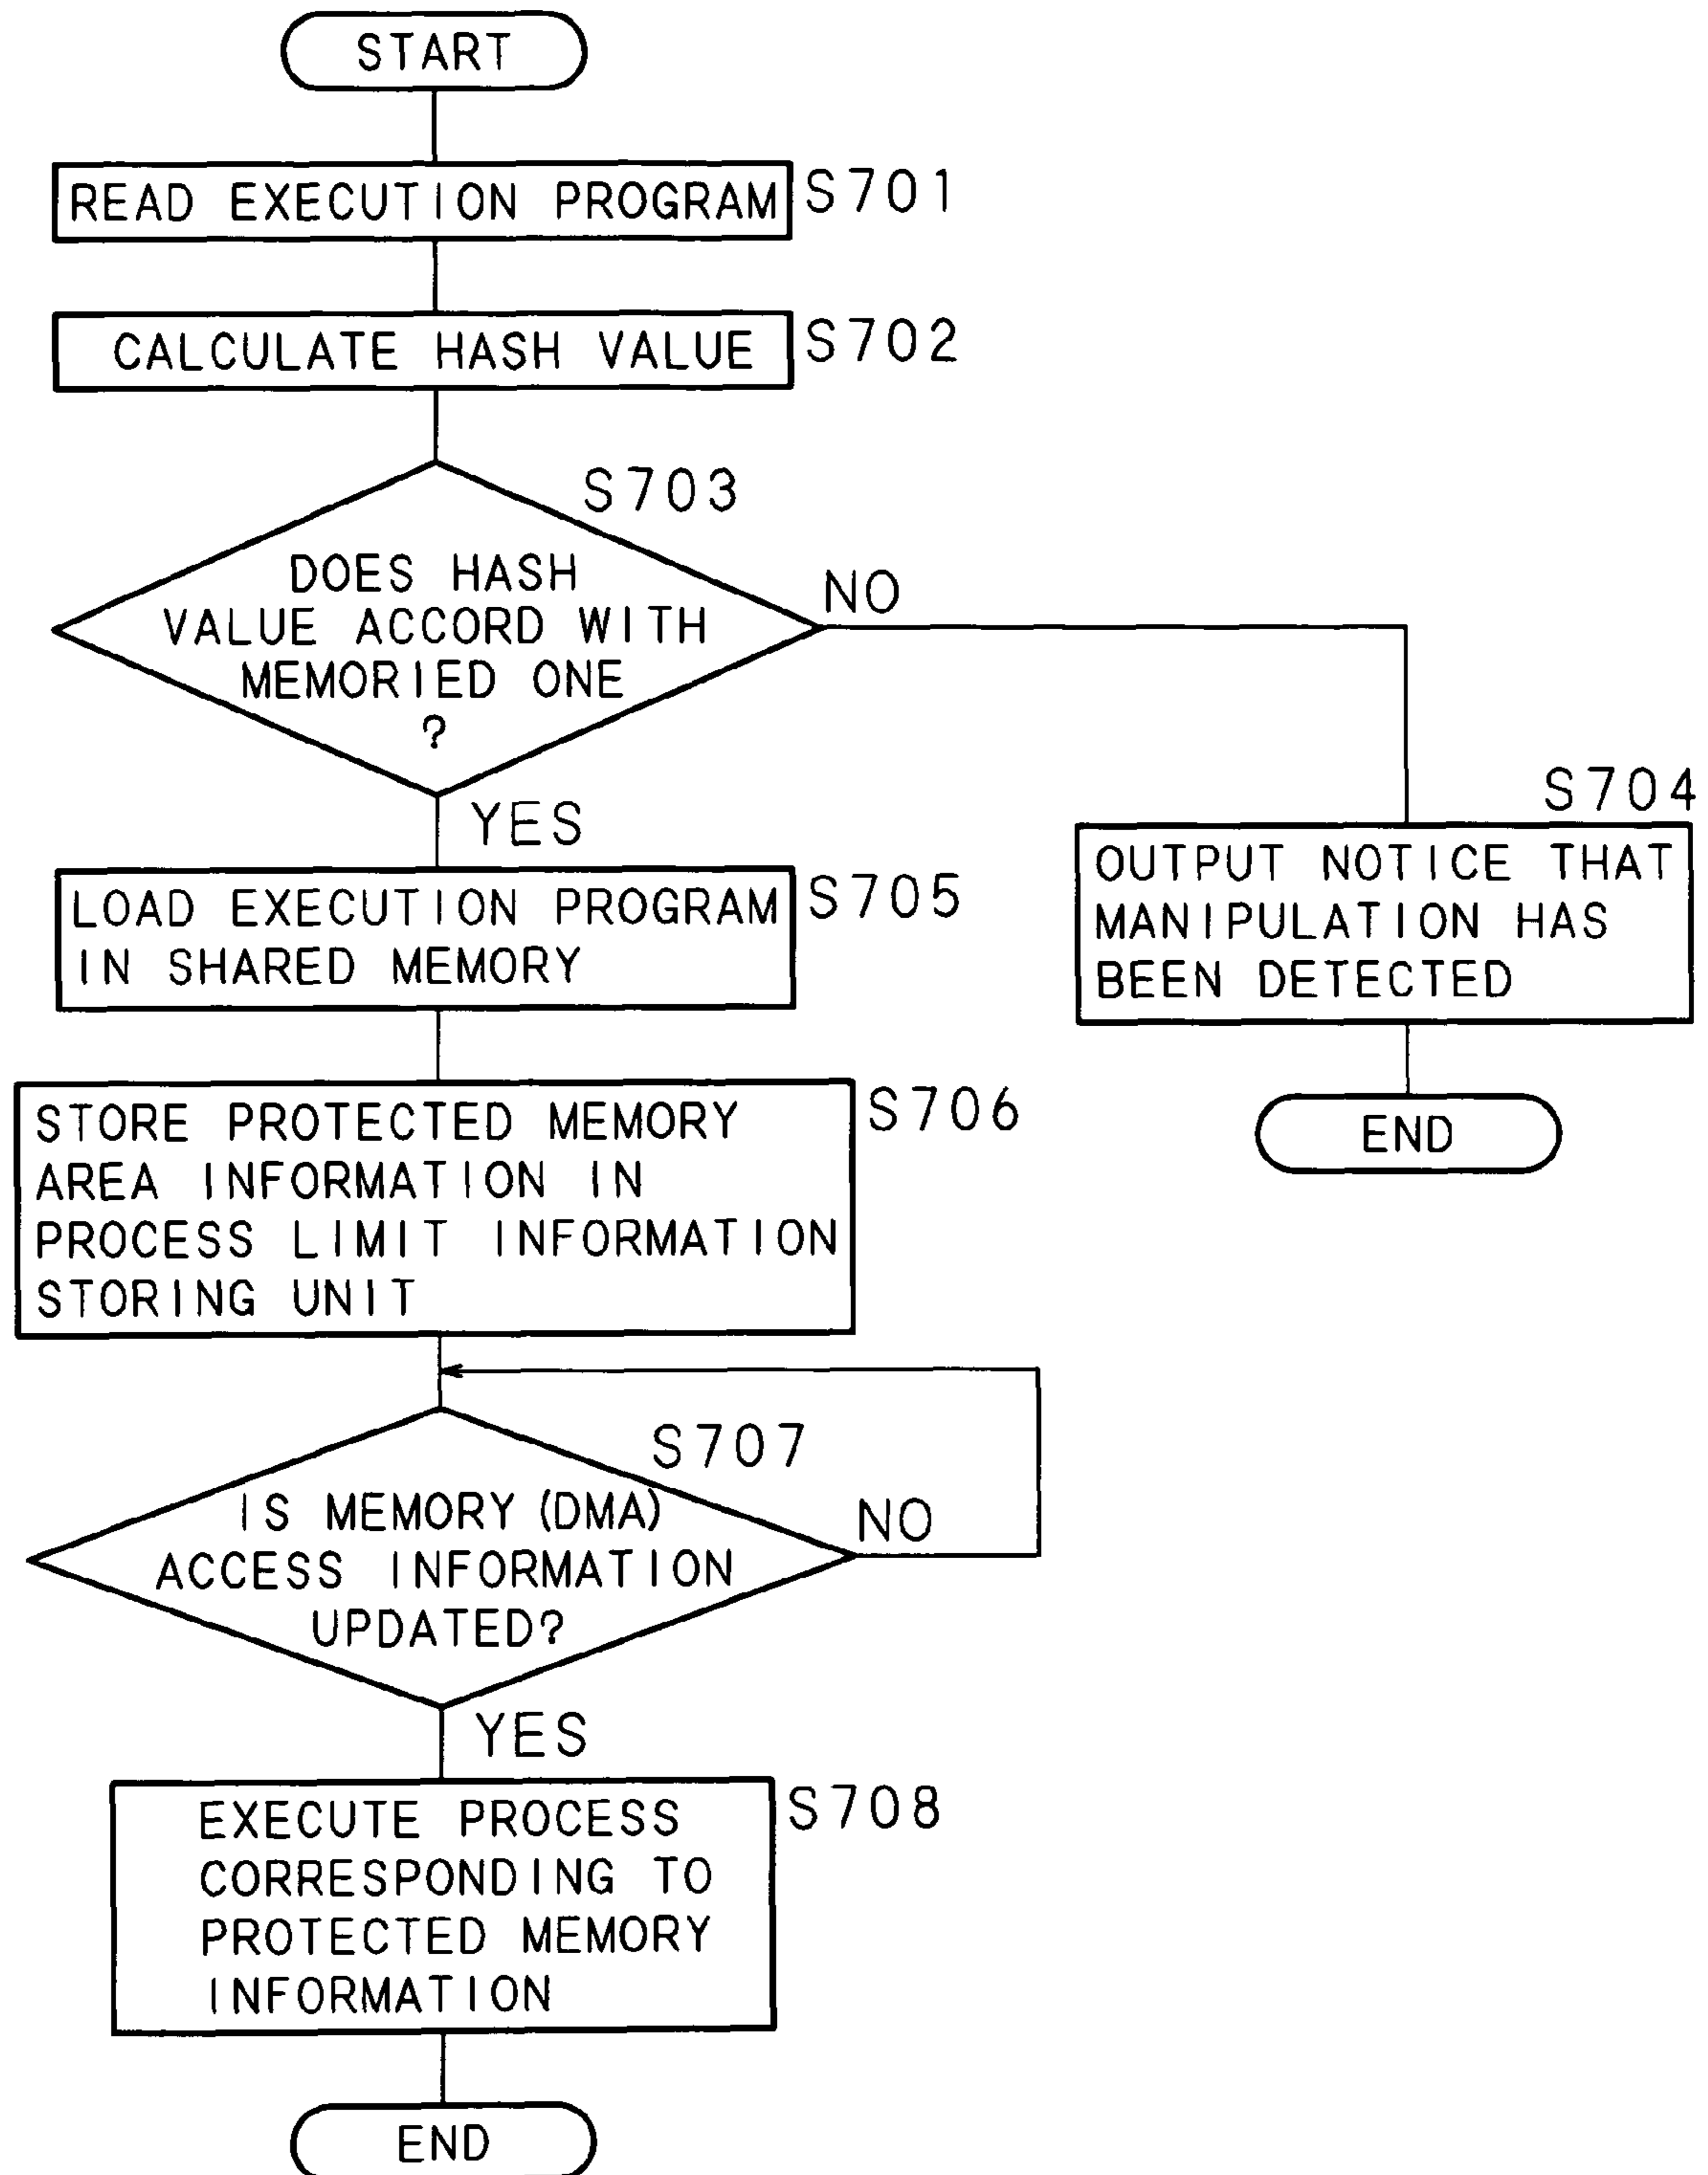 START
READ EXECUTION PROGRAM S701
CALCULATE HASH VALUE S702
S703
DOES HASH
VALUE ACCORD WITH
MEMORIED ONE
?
NO
YES
S704
OUTPUT NOTICE THAT
MANIPULATION HAS
BEEN DETECTED
END
LOAD EXECUTION PROGRAM S705
IN SHARED MEMORY
STORE PROTECTED MEMORY S706
AREA INFORMATION IN
PROCESS LIMIT INFORMATION
STORING UNIT
S707
IS MEMORY (DMA)
ACCESS INFORMATION
UPDATED?
NO
YES
EXECUTE PROCESS S708
CORRESPONDING TO
PROTECTED MEMORY
INFORMATION
END